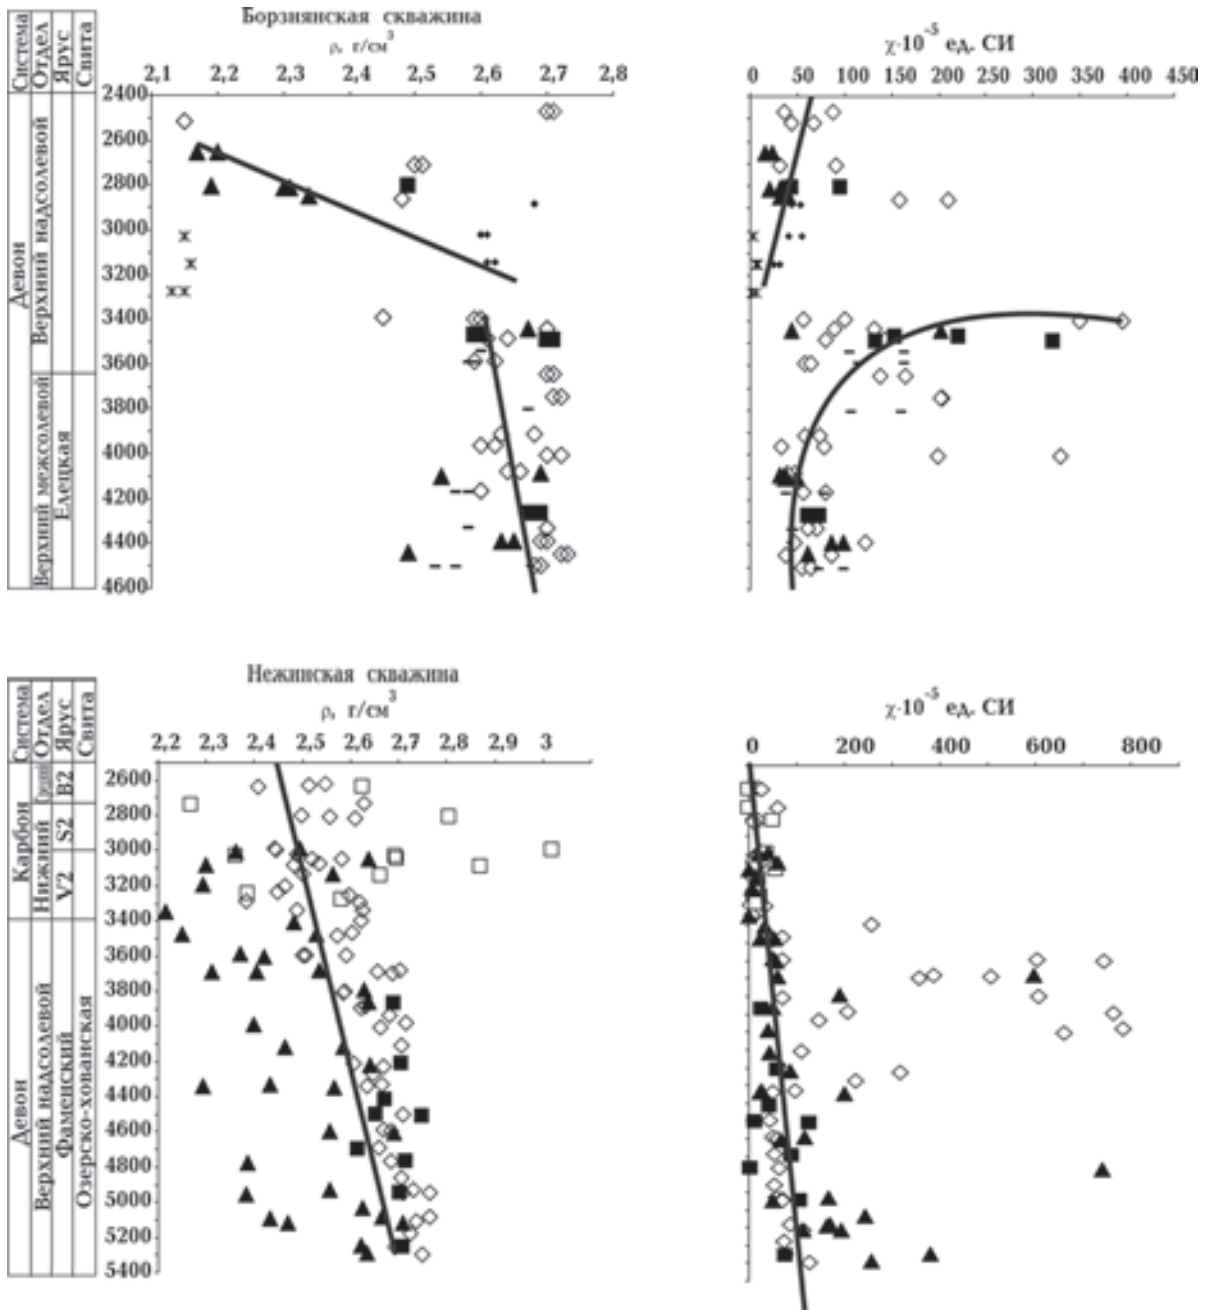 Борзнянская скважина
ρ, г/см³
χ·10⁻⁵ ед. СИ
Система
Отдел
Ярус
Свита
2,1 2,2 2,3 2,4 2,5 2,6 2,7 2,8
0 50 100 150 200 250 300 350 400 450
Девон
Верхний надсолевой
Верхний межсолевой
Елецкая
2400
2600
2800
3000
3200
3400
3600
3800
4000
4200
4400
4600
Нежинская скважина
ρ, г/см³
χ·10⁻⁵ ед. СИ
Система
Отдел
Ярус
Свита
2,2 2,3 2,4 2,5 2,6 2,7 2,8 2,9 3
0 200 400 600 800
Карбон
Нижний
B2
S2
V2
Девон
Верхний надсолевой
Фаменский
Озерско-хованская
2600
2800
3000
3200
3400
3600
3800
4000
4200
4400
4600
4800
5000
5200
5400